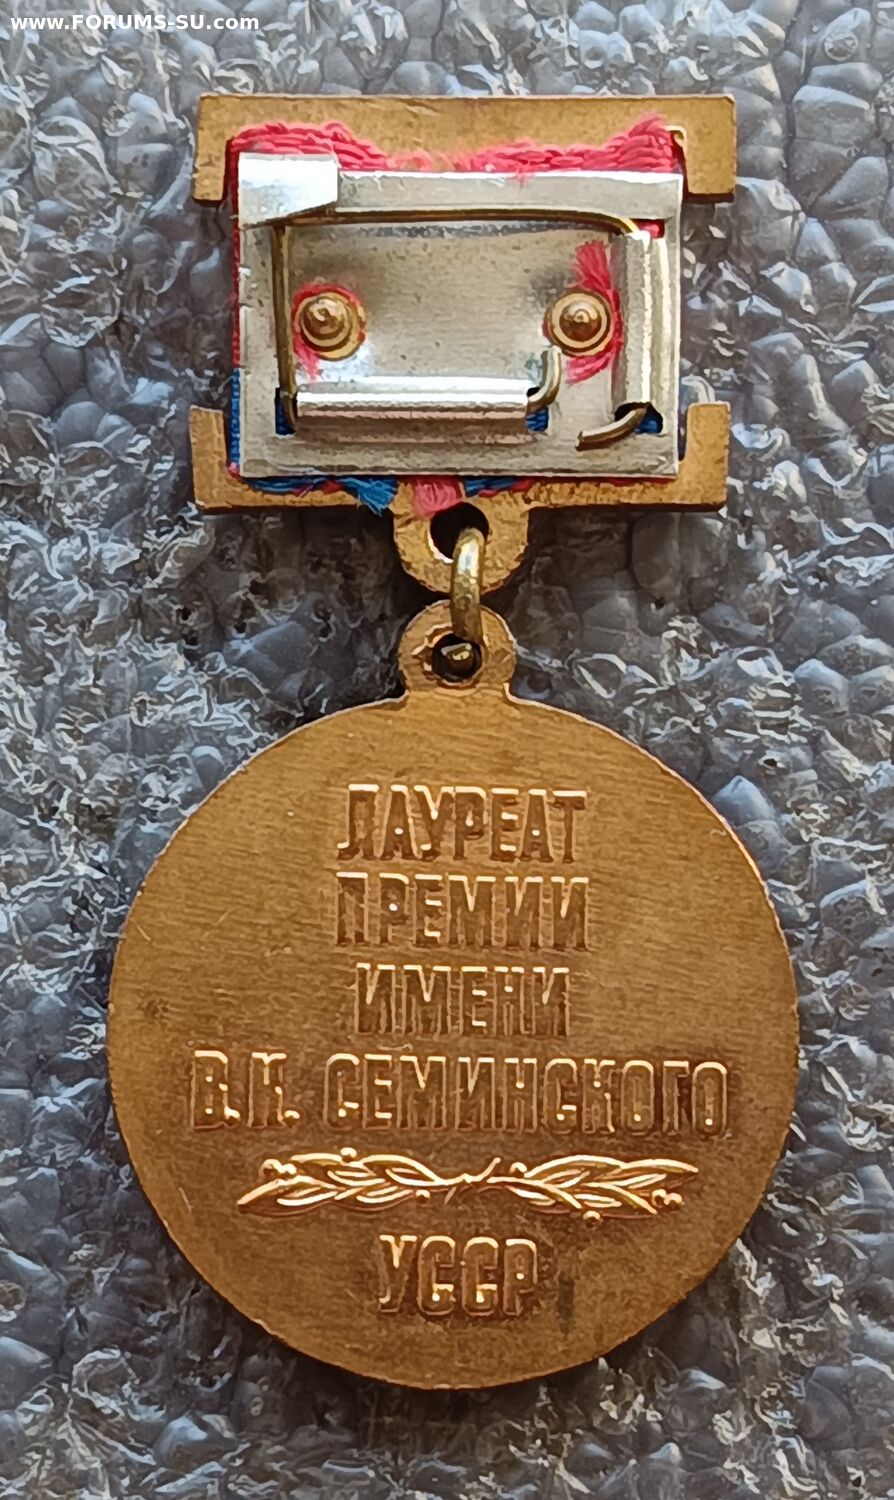 www.FORUMS-SU.com
ЛАУРЕАТ
ПРЕМИИ
ИМЕНИ
В.К. СЕМИНСКОГО
УССР